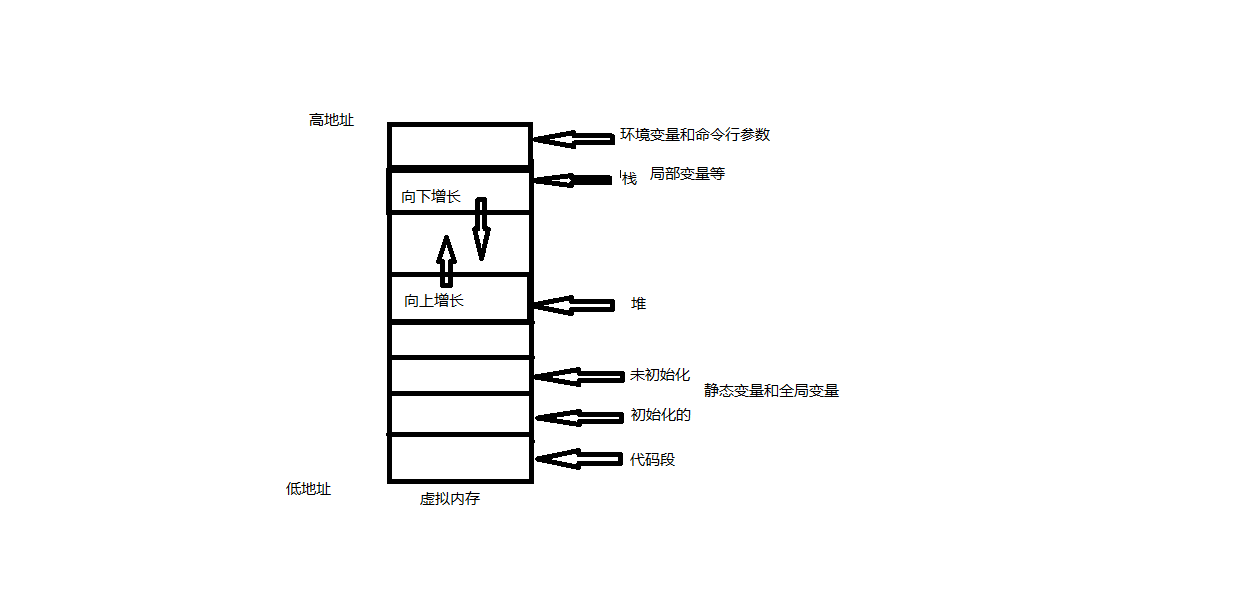 高地址
环境变量和命令行参数
栈 局部变量等
向下增长
向上增长
堆
未初始化
静态变量和全局变量
初始化的
代码段
低地址
虚拟内存